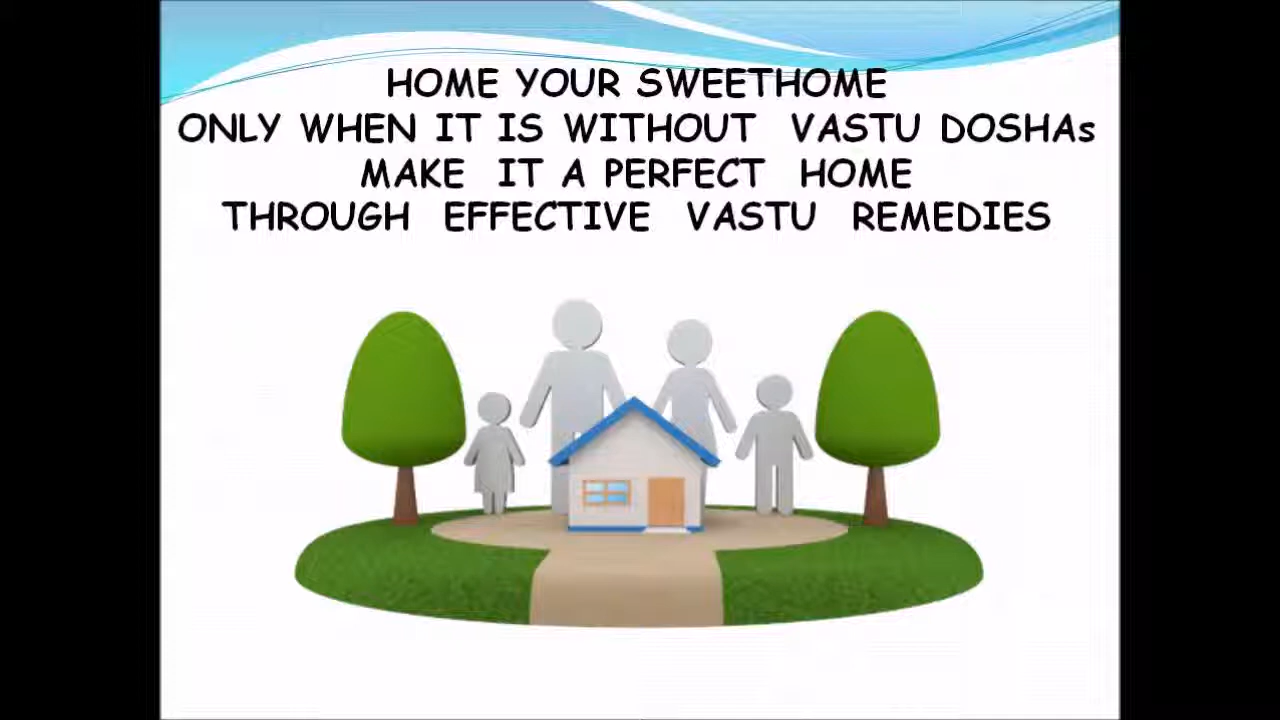 HOME YOUR SWEETHOME
ONLY WHEN IT IS WITHOUT VASTU DOSHAs
MAKE IT A PERFECT HOME
THROUGH EFFECTIVE VASTU REMEDIES